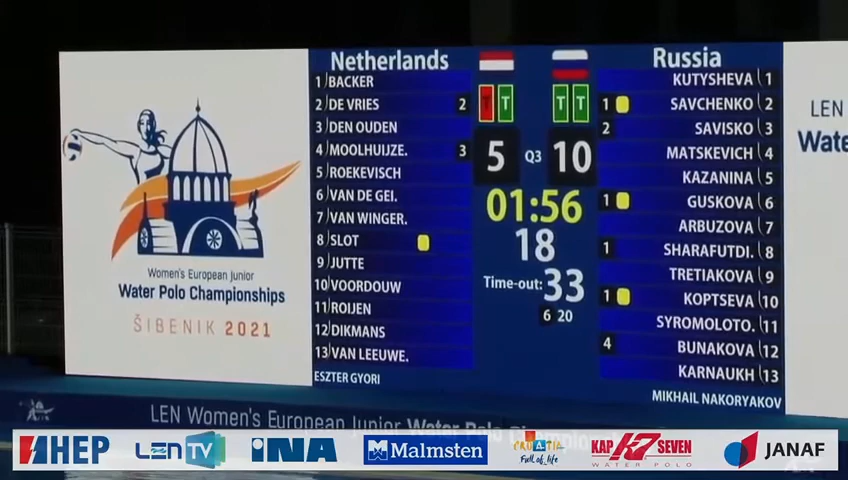 Women's European Junior
Water Polo Championships
ŠIBENIK 2021
Netherlands
1 BACKER
2 DE VRIES 2
3 DEN OUDEN
4 MOOLHUIJZE. 3
5 ROEKEVISCH
6 VAN DE GEI.
7 VAN WINGER.
8 SLOT
9 JUTTE
10 VOORDOUW
11 ROIJEN
12 DIKMANS
13 VAN LEEUWE.
ESZTER GYORI
T T T T
5 Q3 10
01:56
18
Time-out: 33
6 20
Russia
KUTYSHEVA 1
1 SAVCHENKO 2
2 SAVISKO 3
MATSKEVICH 4
KAZANINA 5
1 GUSKOVA 6
ARBUZOVA 7
1 SHARAFUTDI. 8
TRETIAKOVA 9
1 KOPTSEVA 10
SYROMOLOTO. 11
4 BUNAKOVA 12
KARNAUKH 13
MIKHAIL NAKORYAKOV
LEN
Wate
LEN Women's European Junior Water Polo Champio
HEP
LEN TV
INA
Malmsten
CROATIA
Full of life
KAP 7 SEVEN
WATER POLO
JANAF